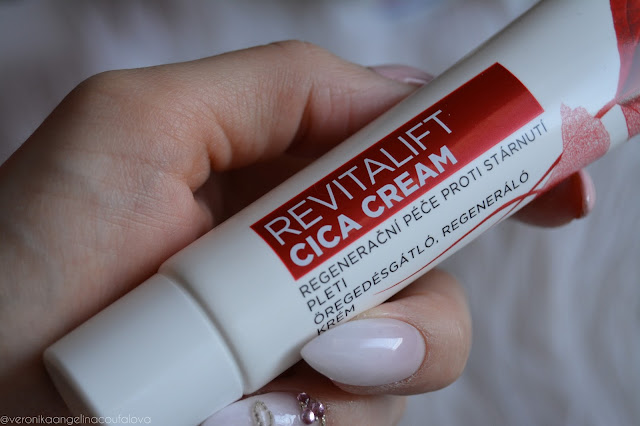 REVITALIFT
CICA CREAM
REGENERAČNÍ PÉČE PROTI STÁRNUTÍ
PLETI
ÖREGEDÉSGÁTLÓ, REGENERÁLÓ
KRÉM
@veronikaangelinacoufalova